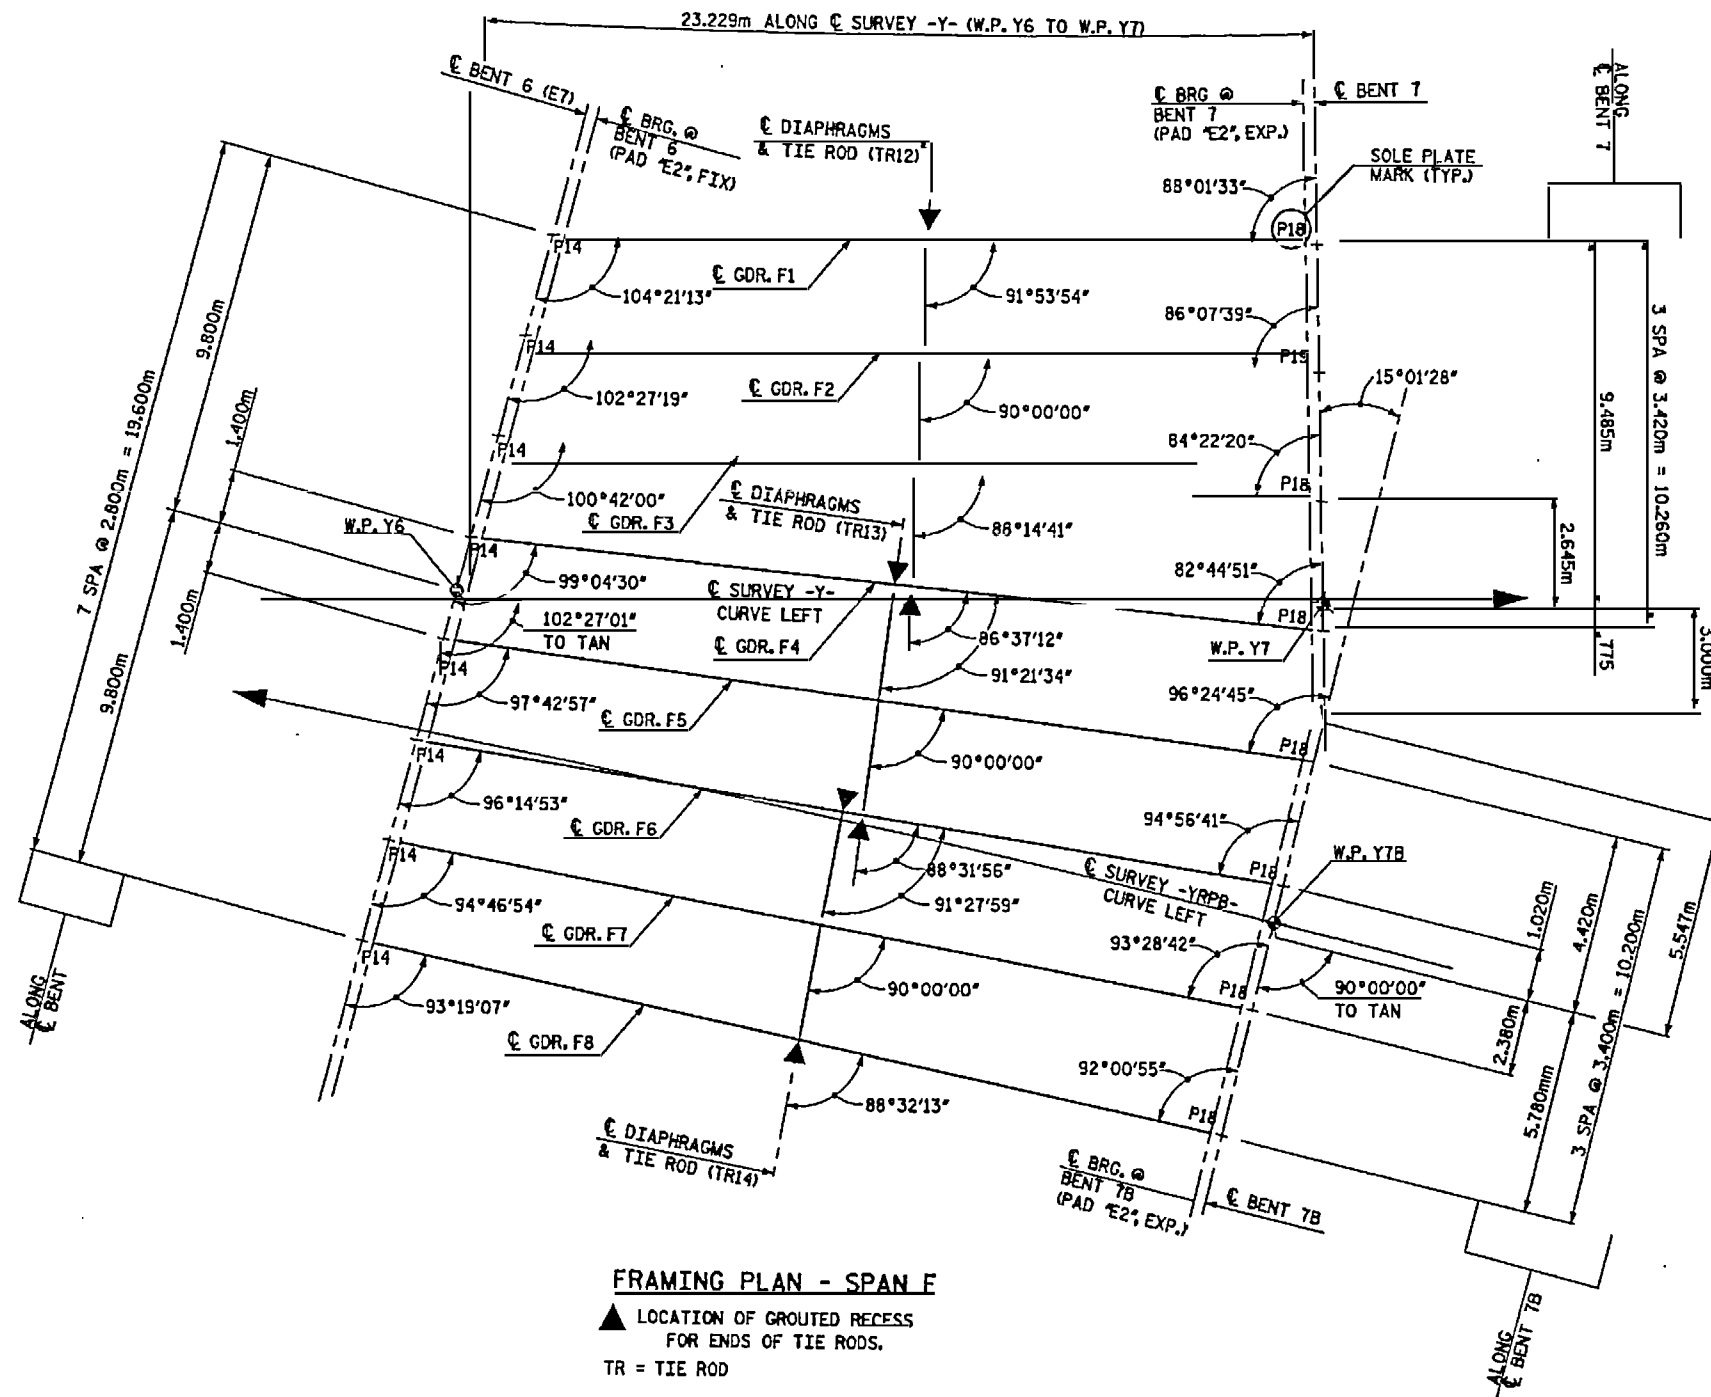 23.229m ALONG ℄ SURVEY -Y- (W.P. Y6 TO W.P. Y7)
℄ BENT 6 (E7)
℄ BRG. @
BENT 6
(PAD "E2", FIX)
℄ DIAPHRAGMS
& TIE ROD (TR12)
℄ BRG @
BENT 7
(PAD "E2", EXP.)
℄ BENT 7
ALONG
℄ BENT 7
SOLE PLATE
MARK (TYP.)
88°01'33"
P14
P18
℄ GDR. F1
104°21'13"
91°53'54"
86°07'39"
P14
P19
℄ GDR. F2
102°27'19"
90°00'00"
15°01'28"
84°22'20"
P14
P18
100°42'00"
℄ GDR. F3
℄ DIAPHRAGMS
& TIE ROD (TR13)
88°14'41"
W.P. Y6
P14
99°04'30"
℄ SURVEY -Y-
CURVE LEFT
82°44'51"
P18
102°27'01"
TO TAN
℄ GDR. F4
86°37'12"
W.P. Y7
91°21'34"
P14
97°42'57"
℄ GDR. F5
96°24'45"
P18
90°00'00"
P14
96°14'53"
℄ GDR. F6
94°56'41"
P18
88°31'56"
℄ SURVEY -YRPB-
CURVE LEFT
W.P. Y7B
91°27'59"
P14
94°46'54"
℄ GDR. F7
93°28'42"
P18
90°00'00"
90°00'00"
TO TAN
P14
93°19'07"
℄ GDR. F8
92°00'55"
P18
88°32'13"
℄ DIAPHRAGMS
& TIE ROD (TR14)
℄ BRG. @
BENT 7B
(PAD "E2", EXP.)
℄ BENT 7B
7 SPA @ 2.800m = 19.600m
9.800m
1.400m
1.400m
9.800m
ALONG
℄ BENT
3 SPA @ 3.420m = 10.260m
9.485m
2.645m
.775
3.000m
1.020m
4.420m
5.547m
2.380m
5.780mm
3 SPA @ 3.400m = 10.200m
ALONG
℄ BENT 7B
FRAMING PLAN - SPAN F
LOCATION OF GROUTED RECESS
FOR ENDS OF TIE RODS.
TR = TIE ROD